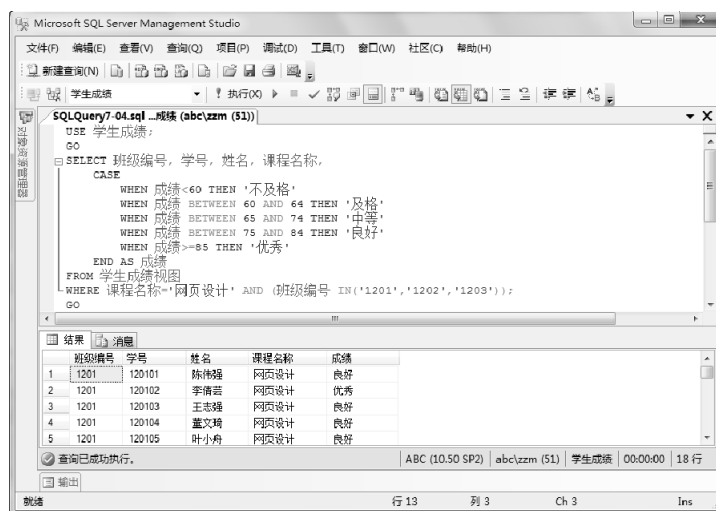 Microsoft SQL Server Management Studio
文件(F) 编辑(E) 查看(V) 查询(Q) 项目(P) 调试(D) 工具(T) 窗口(W) 社区(C) 帮助(H)
新建查询(N)
学生成绩 执行(X)
SQLQuery7-04.sql ...成绩 (abc\zzm (51))
对象资源管理器
USE 学生成绩;
GO
SELECT 班级编号, 学号, 姓名, 课程名称,
CASE
WHEN 成绩<60 THEN '不及格'
WHEN 成绩 BETWEEN 60 AND 64 THEN '及格'
WHEN 成绩 BETWEEN 65 AND 74 THEN '中等'
WHEN 成绩 BETWEEN 75 AND 84 THEN '良好'
WHEN 成绩>=85 THEN '优秀'
END AS 成绩
FROM 学生成绩视图
WHERE 课程名称='网页设计' AND (班级编号 IN('1201','1202','1203'));
GO
结果 消息
班级编号 学号 姓名 课程名称 成绩
1 1201 120101 陈伟强 网页设计 良好
2 1201 120102 李倩芸 网页设计 优秀
3 1201 120103 王志强 网页设计 良好
4 1201 120104 董文琦 网页设计 良好
5 1201 120105 叶小舟 网页设计 良好
查询已成功执行。 ABC (10.50 SP2) abc\zzm (51) 学生成绩 00:00:00 18 行
输出
就绪 行 13 列 3 Ch 3 Ins